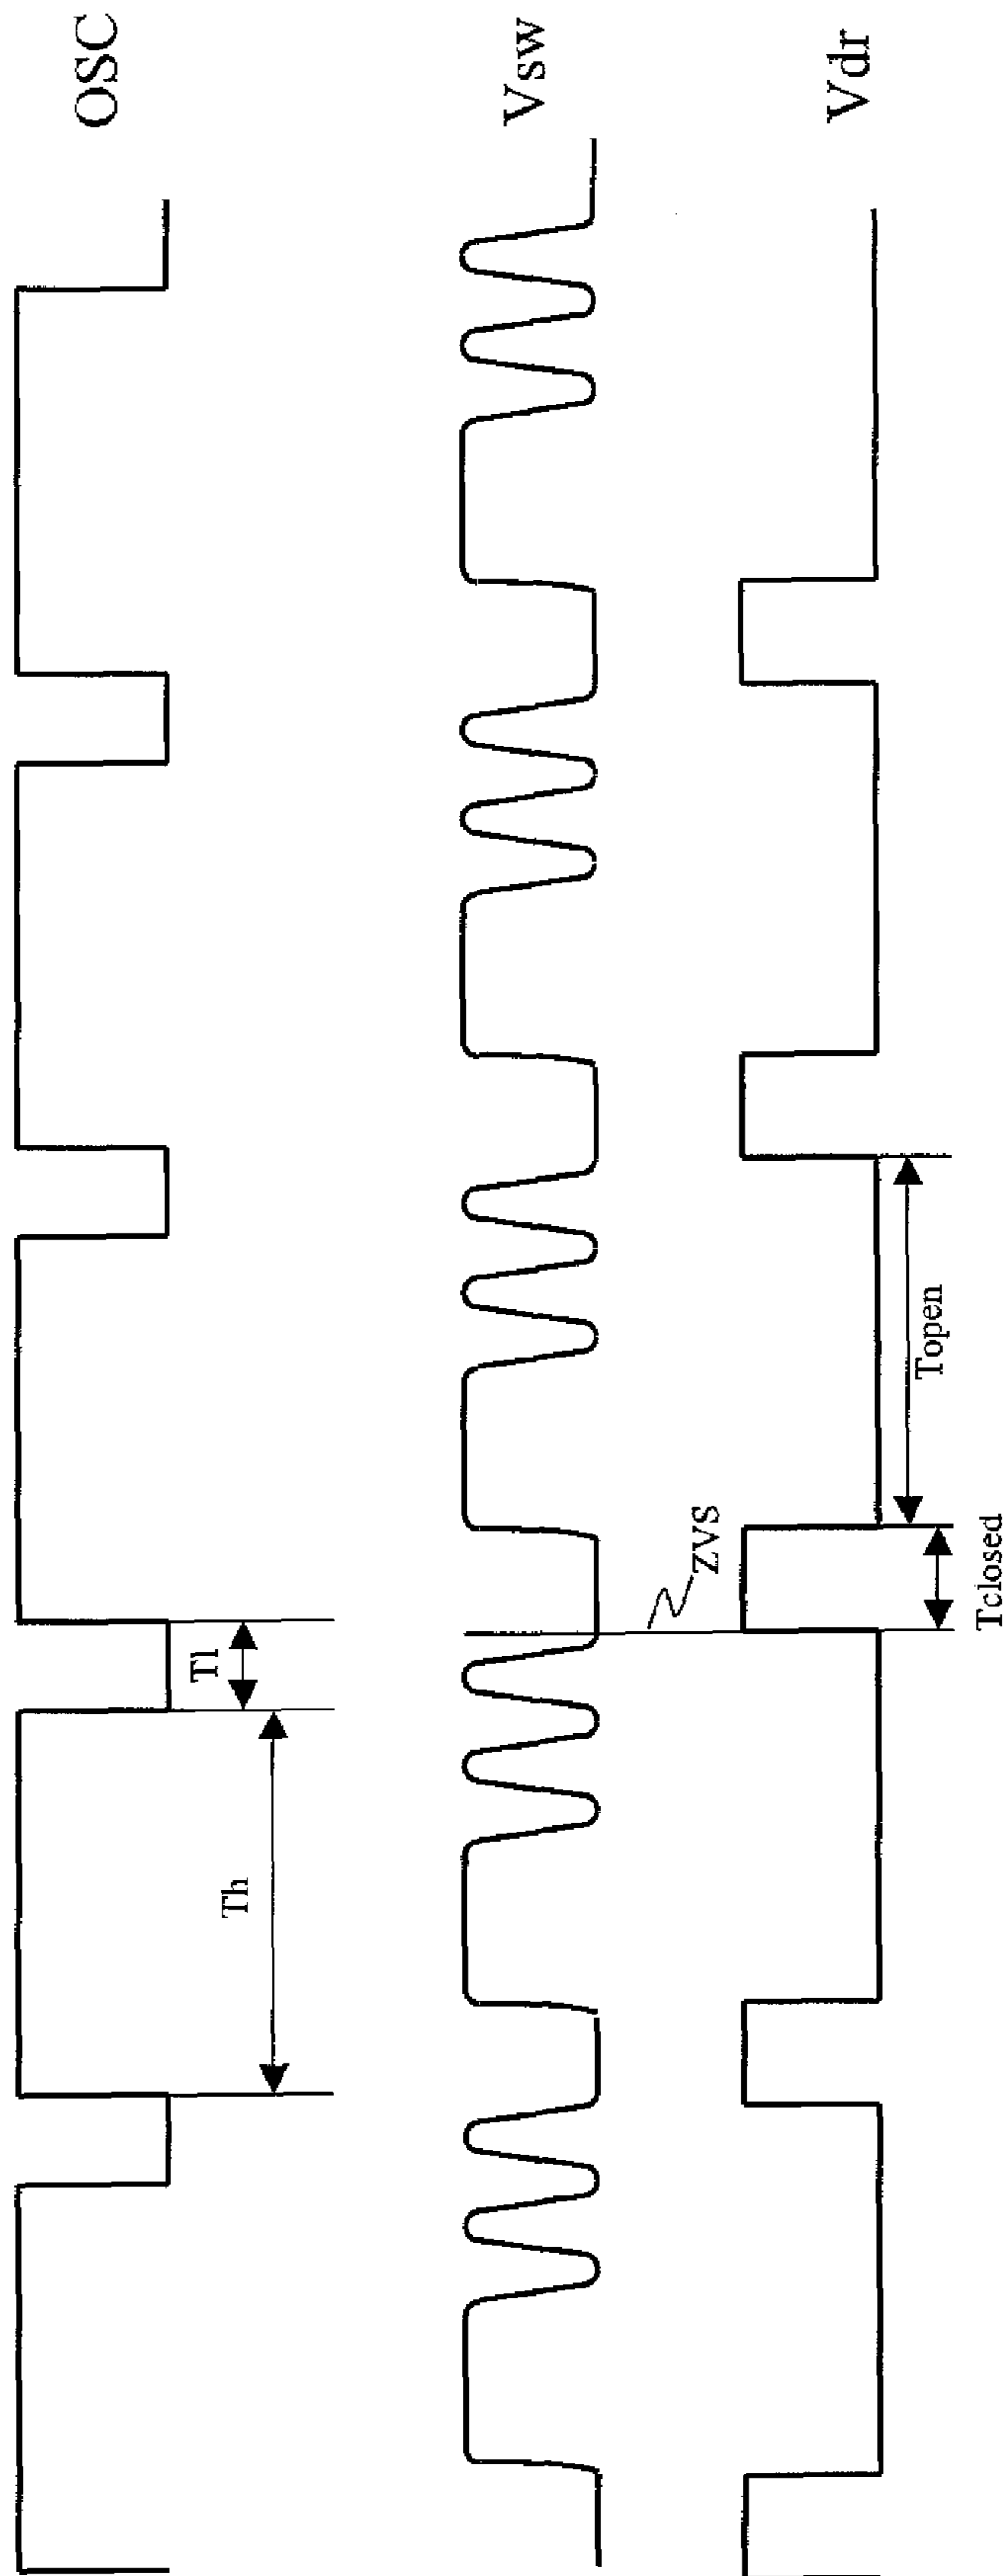 OSC
Th
Tl
Vsw
ZVS
Vdr
Tclosed
Topen